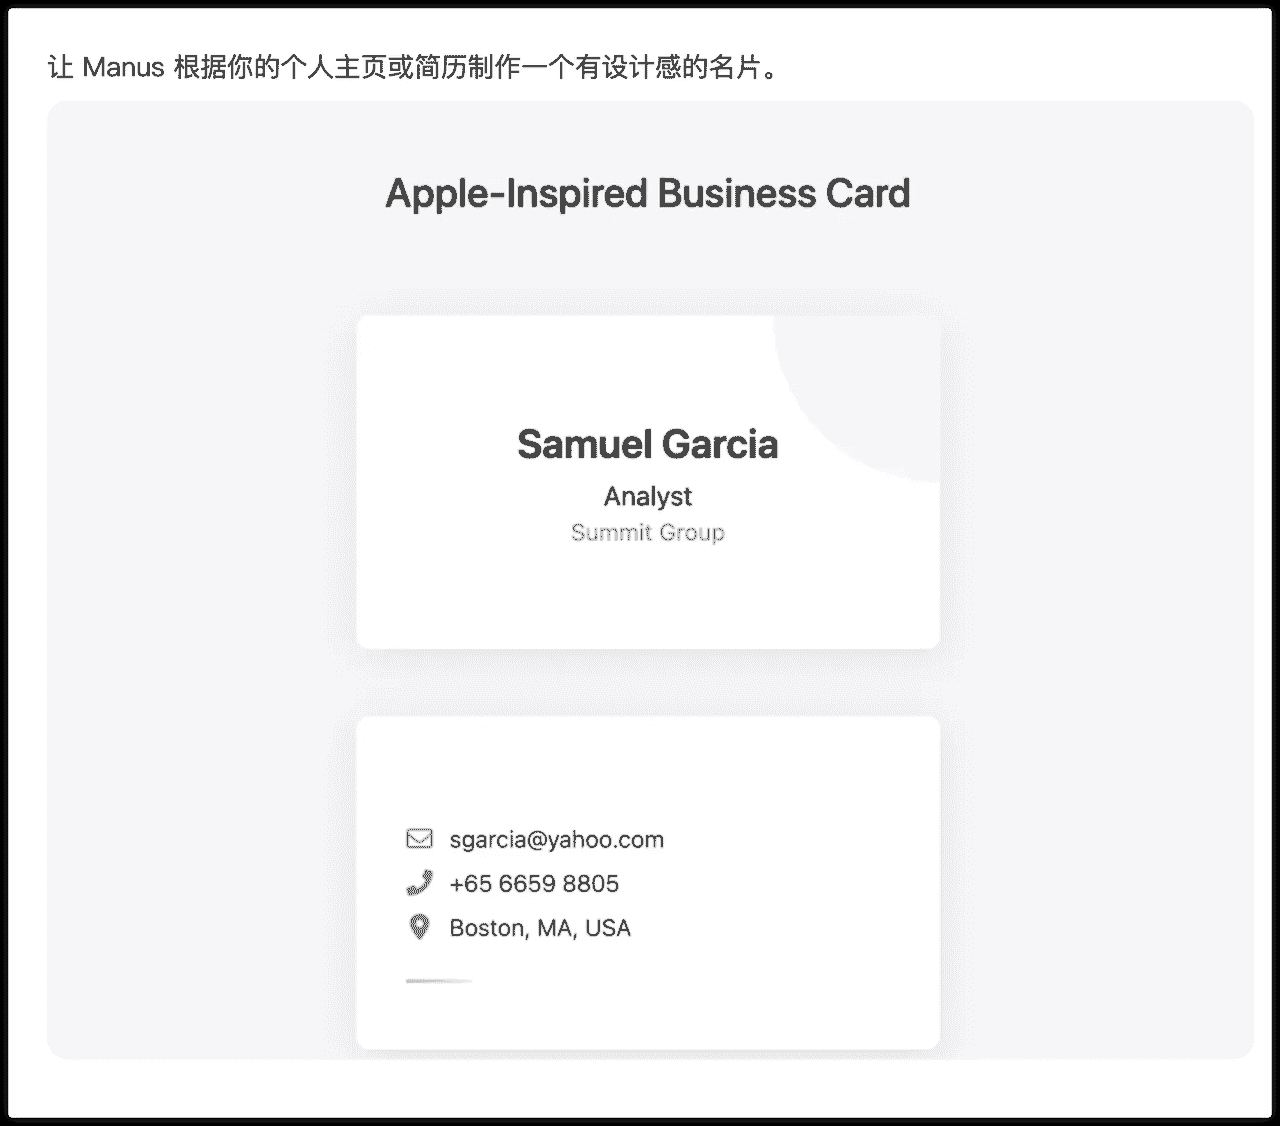 让 Manus 根据你的个人主页或简历制作一个有设计感的名片。
Apple-Inspired Business Card
Samuel Garcia
Analyst
Summit Group
sgarcia@yahoo.com
+65 6659 8805
Boston, MA, USA